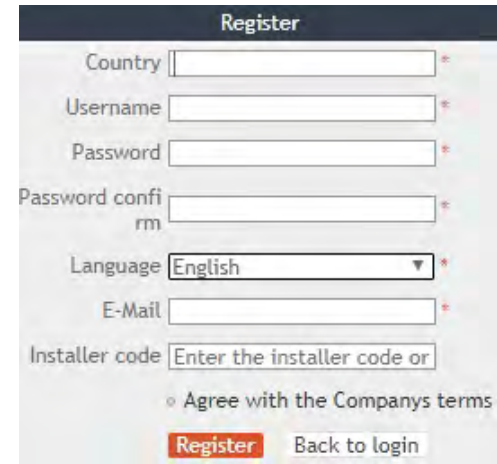 Register
Country *
Username *
Password *
Password confi
rm *
Language English ▼ *
E-Mail *
Installer code Enter the installer code or
Agree with the Companys terms
Register Back to login